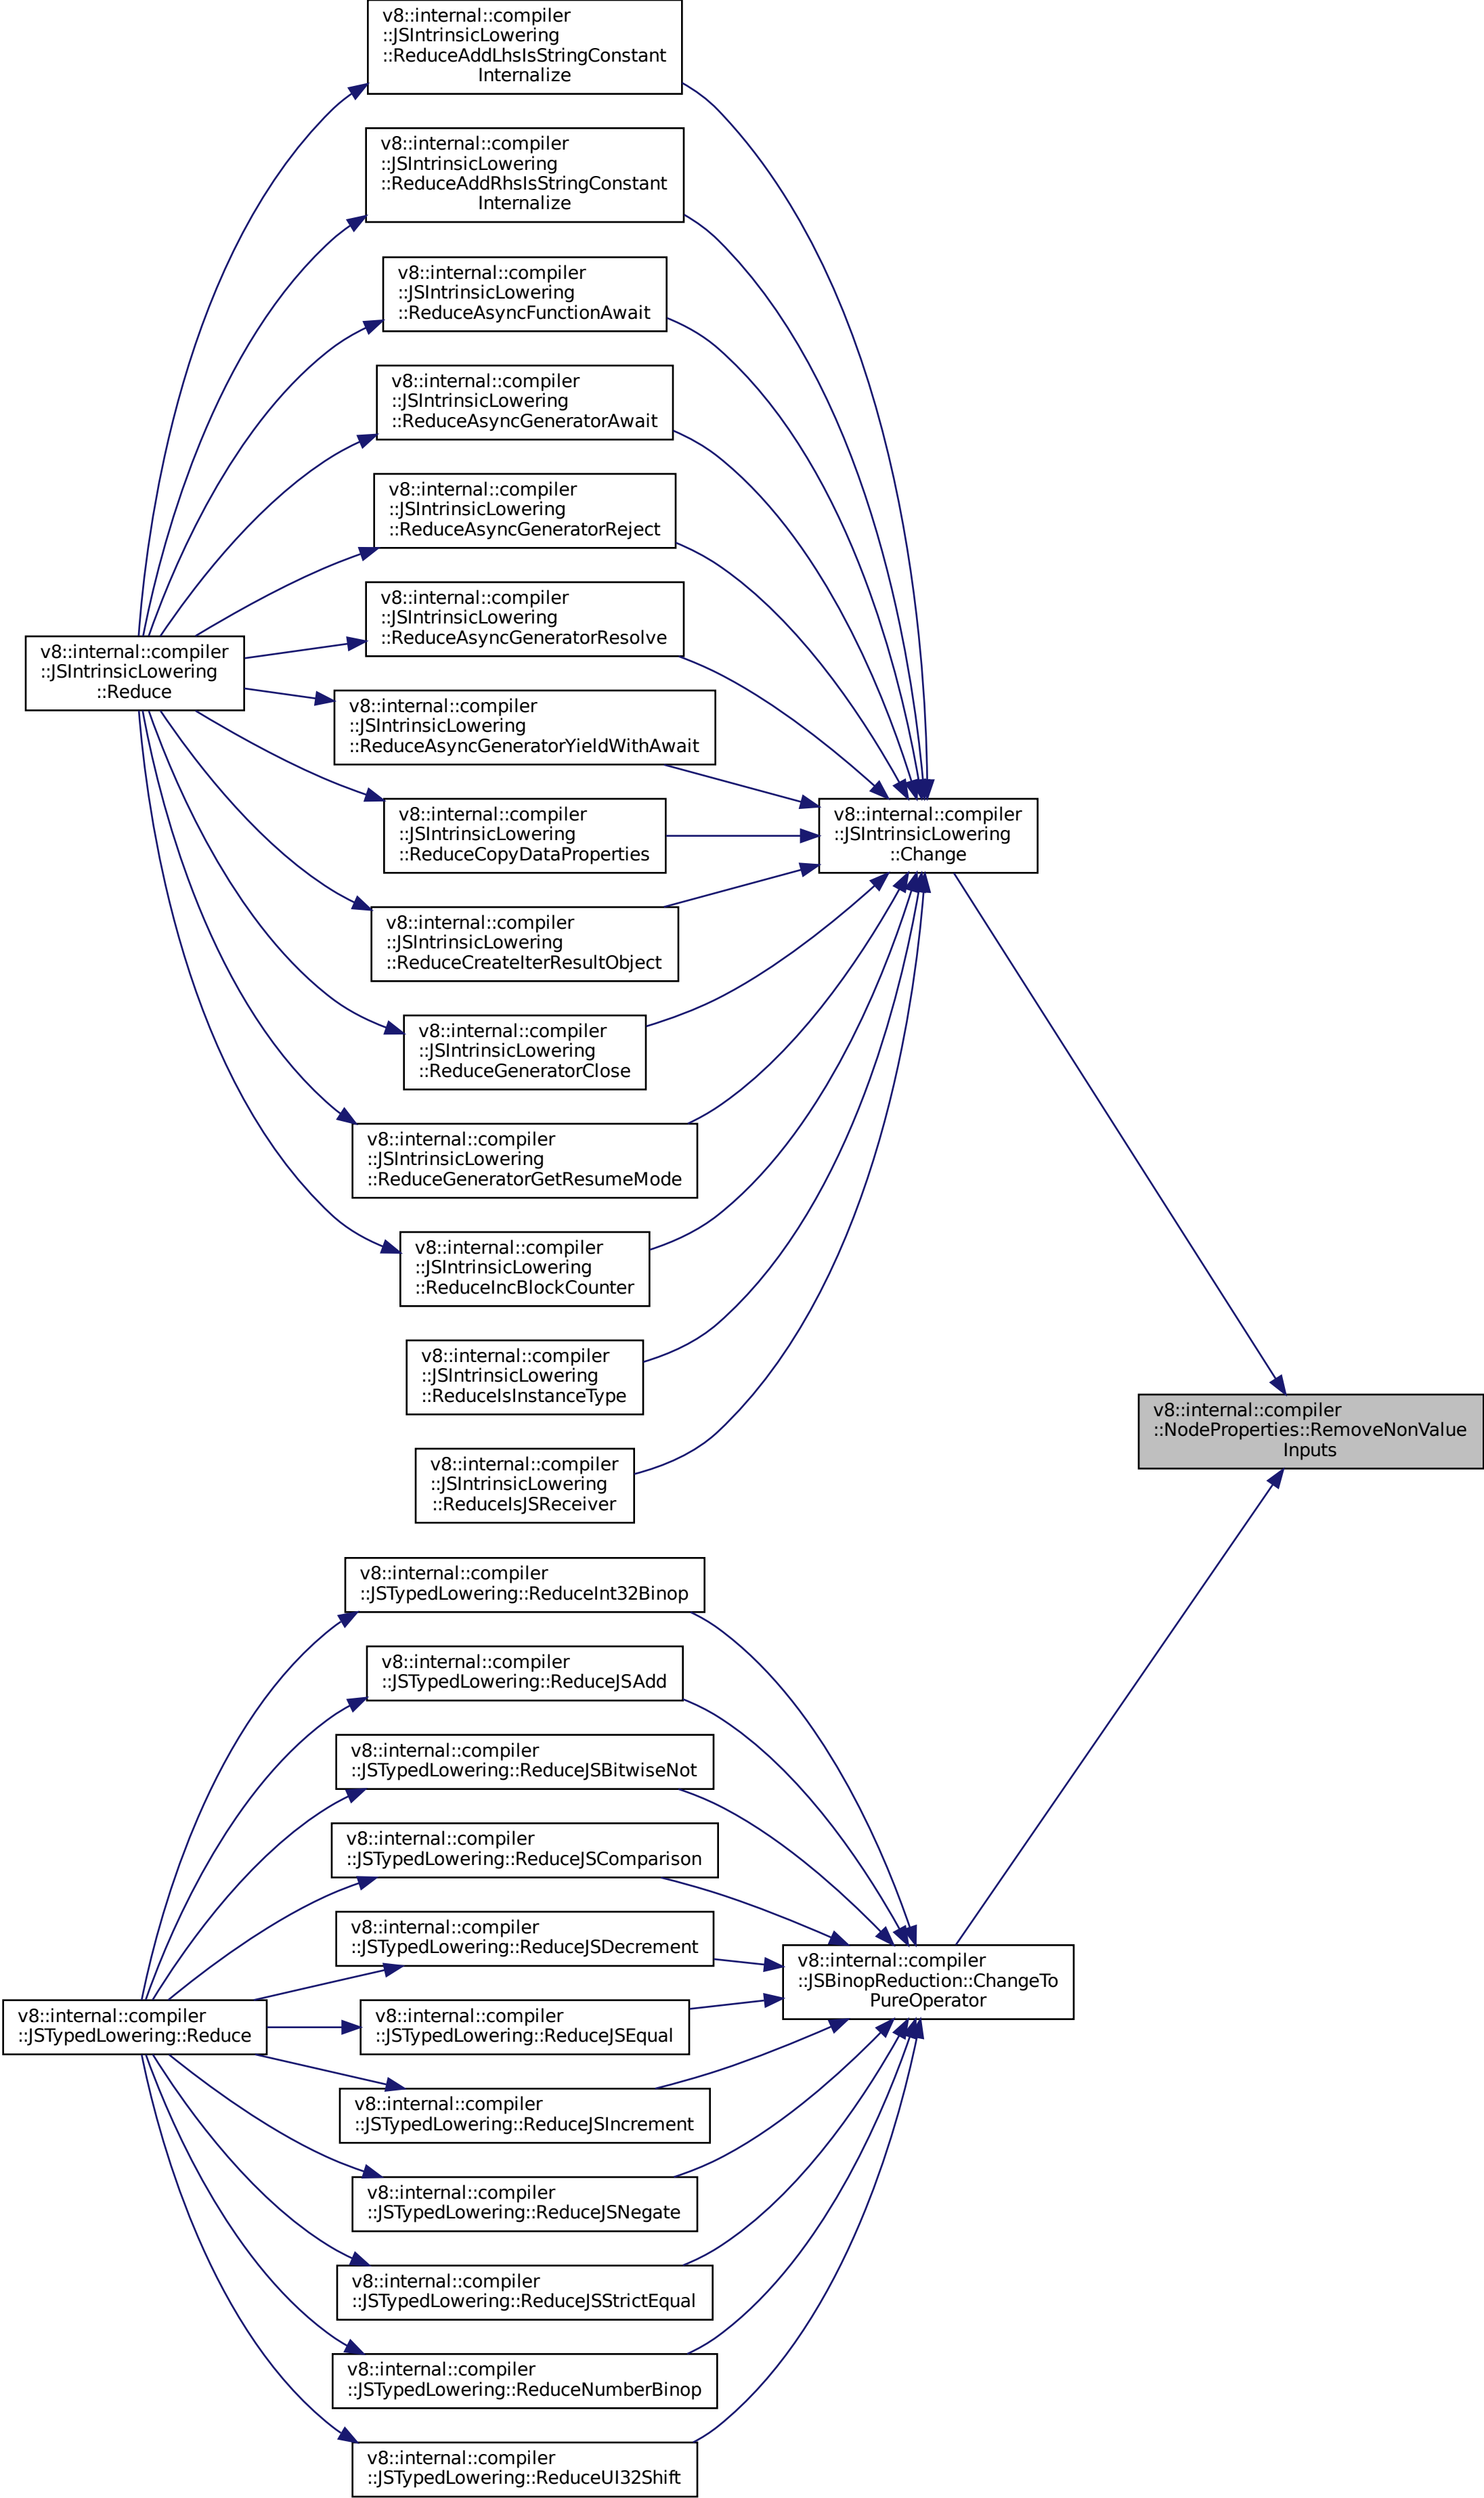 v8::internal::compiler
::JSIntrinsicLowering
::ReduceAddLhsIsStringConstant
Internalize
v8::internal::compiler
::JSIntrinsicLowering
::ReduceAddRhsIsStringConstant
Internalize
v8::internal::compiler
::JSIntrinsicLowering
::ReduceAsyncFunctionAwait
v8::internal::compiler
::JSIntrinsicLowering
::ReduceAsyncGeneratorAwait
v8::internal::compiler
::JSIntrinsicLowering
::ReduceAsyncGeneratorReject
v8::internal::compiler
::JSIntrinsicLowering
::ReduceAsyncGeneratorResolve
v8::internal::compiler
::JSIntrinsicLowering
::Reduce
v8::internal::compiler
::JSIntrinsicLowering
::ReduceAsyncGeneratorYieldWithAwait
v8::internal::compiler
::JSIntrinsicLowering
::ReduceCopyDataProperties
v8::internal::compiler
::JSIntrinsicLowering
::Change
v8::internal::compiler
::JSIntrinsicLowering
::ReduceCreateIterResultObject
v8::internal::compiler
::JSIntrinsicLowering
::ReduceGeneratorClose
v8::internal::compiler
::JSIntrinsicLowering
::ReduceGeneratorGetResumeMode
v8::internal::compiler
::JSIntrinsicLowering
::ReduceIncBlockCounter
v8::internal::compiler
::JSIntrinsicLowering
::ReduceIsInstanceType
v8::internal::compiler
::NodeProperties::RemoveNonValue
Inputs
v8::internal::compiler
::JSIntrinsicLowering
::ReduceIsJSReceiver
v8::internal::compiler
::JSTypedLowering::ReduceInt32Binop
v8::internal::compiler
::JSTypedLowering::ReduceJSAdd
v8::internal::compiler
::JSTypedLowering::ReduceJSBitwiseNot
v8::internal::compiler
::JSTypedLowering::ReduceJSComparison
v8::internal::compiler
::JSTypedLowering::ReduceJSDecrement
v8::internal::compiler
::JSBinopReduction::ChangeTo
PureOperator
v8::internal::compiler
::JSTypedLowering::Reduce
v8::internal::compiler
::JSTypedLowering::ReduceJSEqual
v8::internal::compiler
::JSTypedLowering::ReduceJSIncrement
v8::internal::compiler
::JSTypedLowering::ReduceJSNegate
v8::internal::compiler
::JSTypedLowering::ReduceJSStrictEqual
v8::internal::compiler
::JSTypedLowering::ReduceNumberBinop
v8::internal::compiler
::JSTypedLowering::ReduceUI32Shift